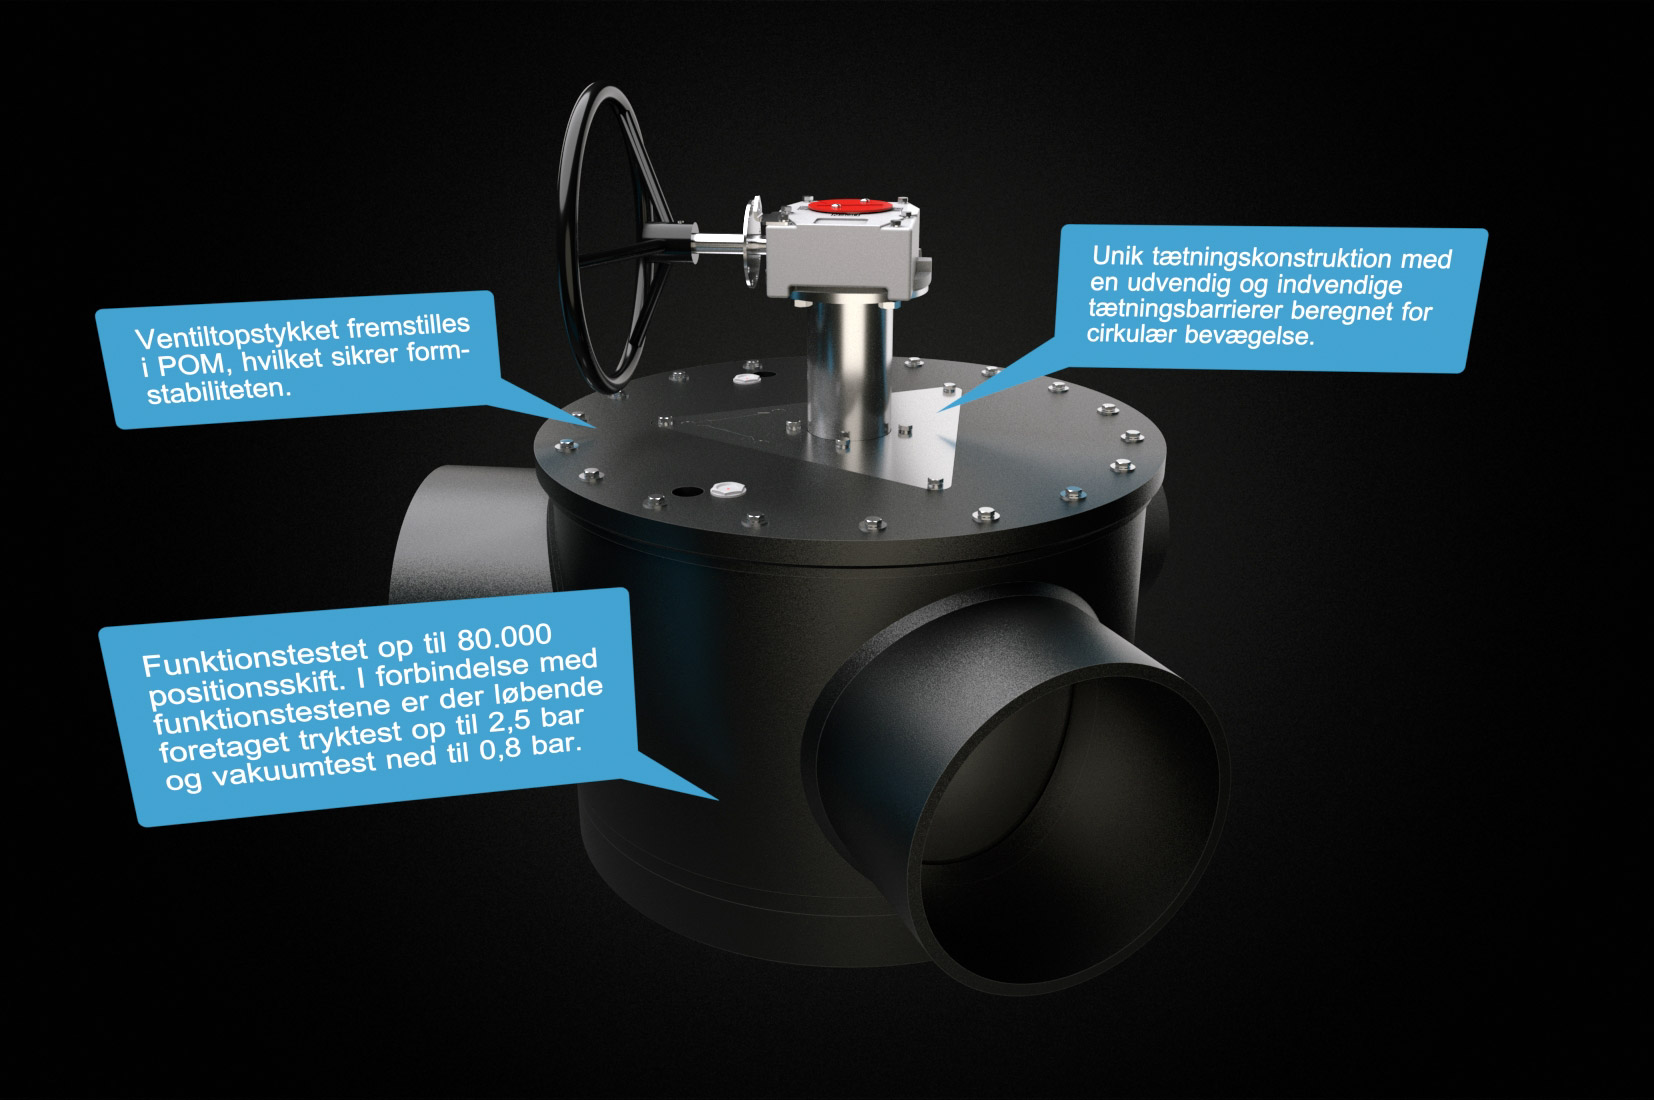 Ventiltopstykket fremstilles
i POM, hvilket sikrer form-
stabiliteten.
Unik tætningskonstruktion med
en udvendig og indvendige
tætningsbarrierer beregnet for
cirkulær bevægelse.
Funktionstestet op til 80.000
positionsskift. I forbindelse med
funktionstestene er der løbende
foretaget tryktest op til 2,5 bar
og vakuumtest ned til 0,8 bar.